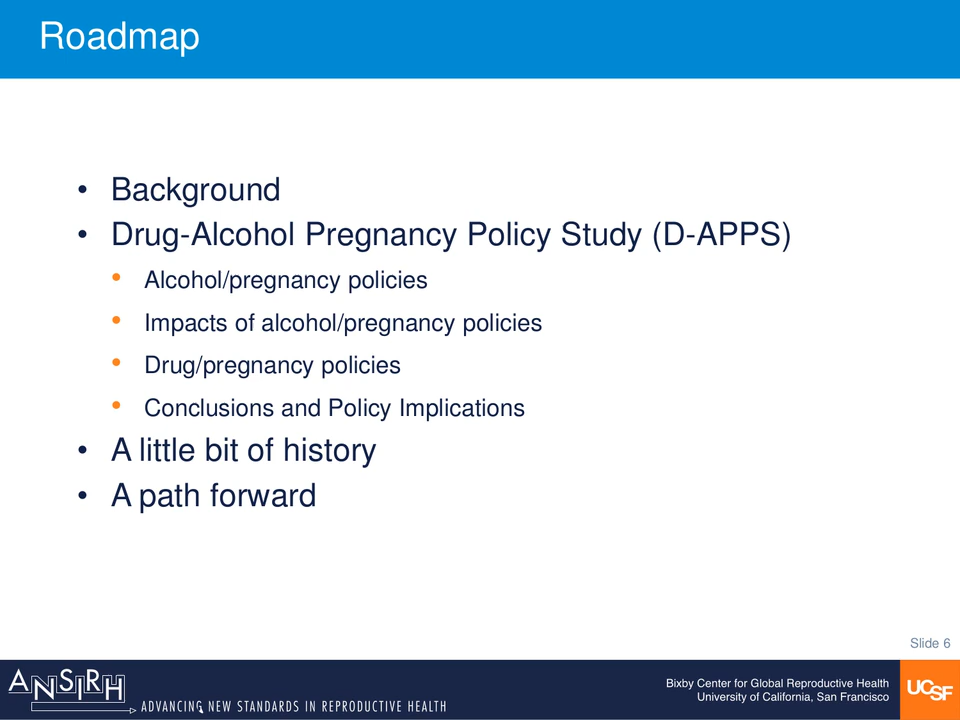 Roadmap
• Background
• Drug-Alcohol Pregnancy Policy Study (D-APPS)
• Alcohol/pregnancy policies
• Impacts of alcohol/pregnancy policies
• Drug/pregnancy policies
• Conclusions and Policy Implications
• A little bit of history
• A path forward
Slide 6
ANSIRH
ADVANCING NEW STANDARDS IN REPRODUCTIVE HEALTH
Bixby Center for Global Reproductive Health
University of California, San Francisco
UCSF